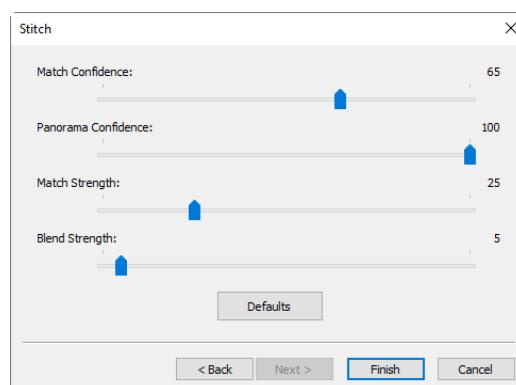 Stitch
Match Confidence: 65
Panorama Confidence: 100
Match Strength: 25
Blend Strength: 5
Defaults
< Back Next > Finish Cancel